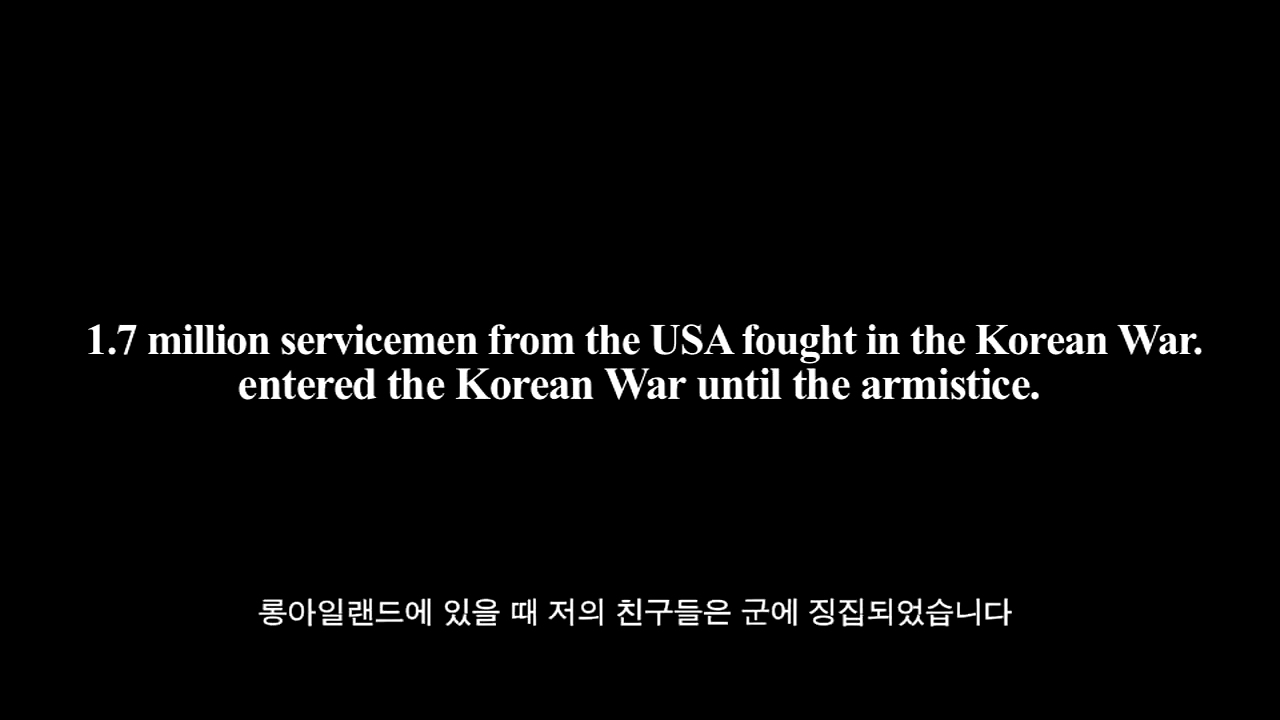 1.7 million servicemen from the USA fought in the Korean War.
entered the Korean War until the armistice.
롱아일랜드에 있을 때 저의 친구들은 군에 징집되었습니다